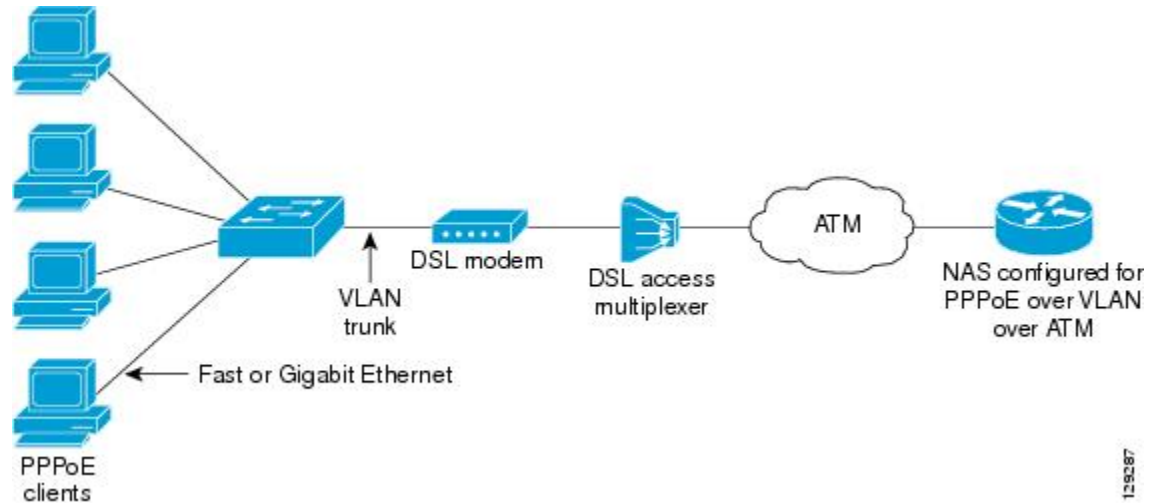 ATM
DSL modem
DSL access
multiplexer
NAS configured for
PPPoE over VLAN
over ATM
VLAN
trunk
Fast or Gigabit Ethernet
PPPoE
clients
129287